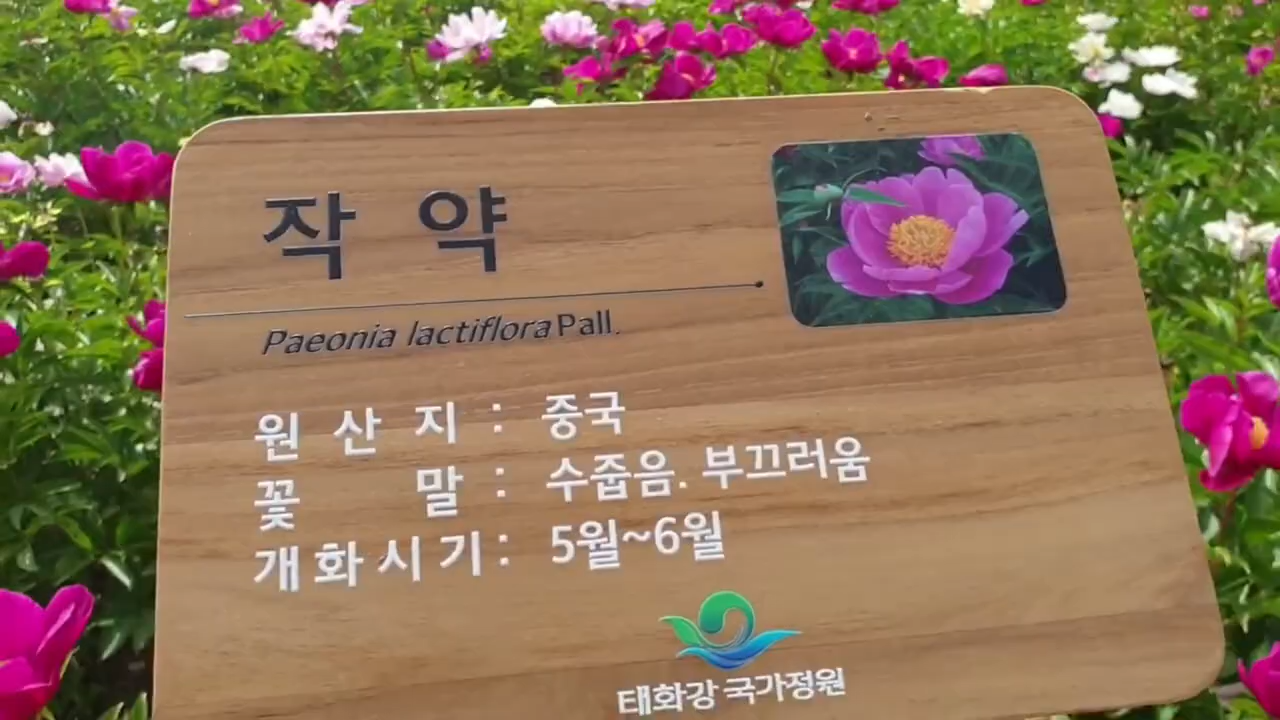 작 약
Paeonia lactiflora Pall.
원 산 지 : 중국
꽃 말 : 수줍음. 부끄러움
개 화 시 기 : 5월~6월
태화강 국가정원